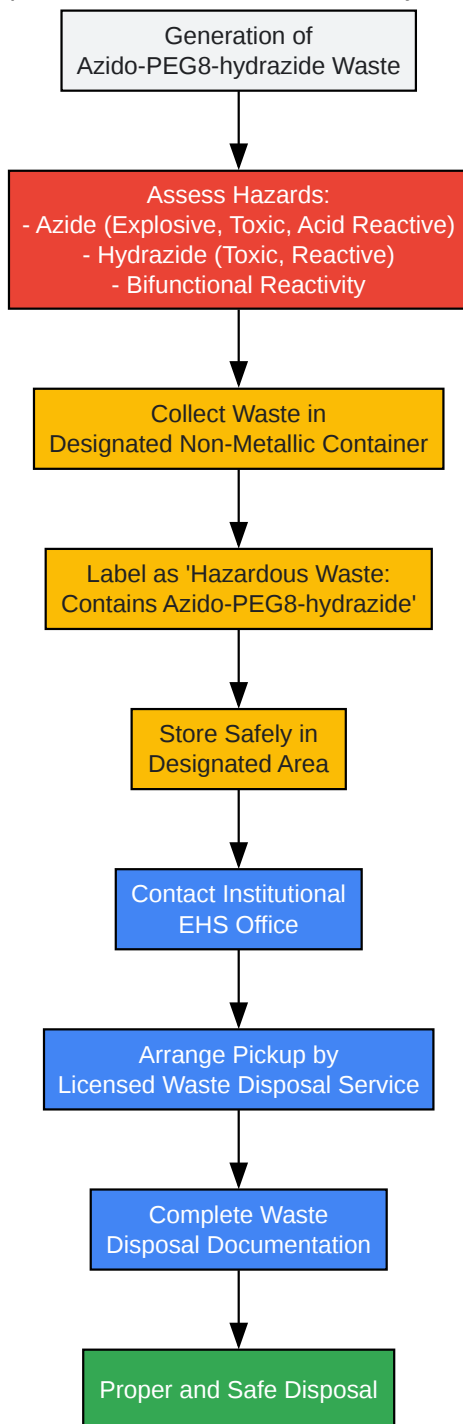 Generation of
Azido-PEG8-hydrazide Waste
Assess Hazards:
- Azide (Explosive, Toxic, Acid Reactive)
- Hydrazide (Toxic, Reactive)
- Bifunctional Reactivity
Collect Waste in
Designated Non-Metallic Container
Label as 'Hazardous Waste:
Contains Azido-PEG8-hydrazide'
Store Safely in
Designated Area
Contact Institutional
EHS Office
Arrange Pickup by
Licensed Waste Disposal Service
Complete Waste
Disposal Documentation
Proper and Safe Disposal